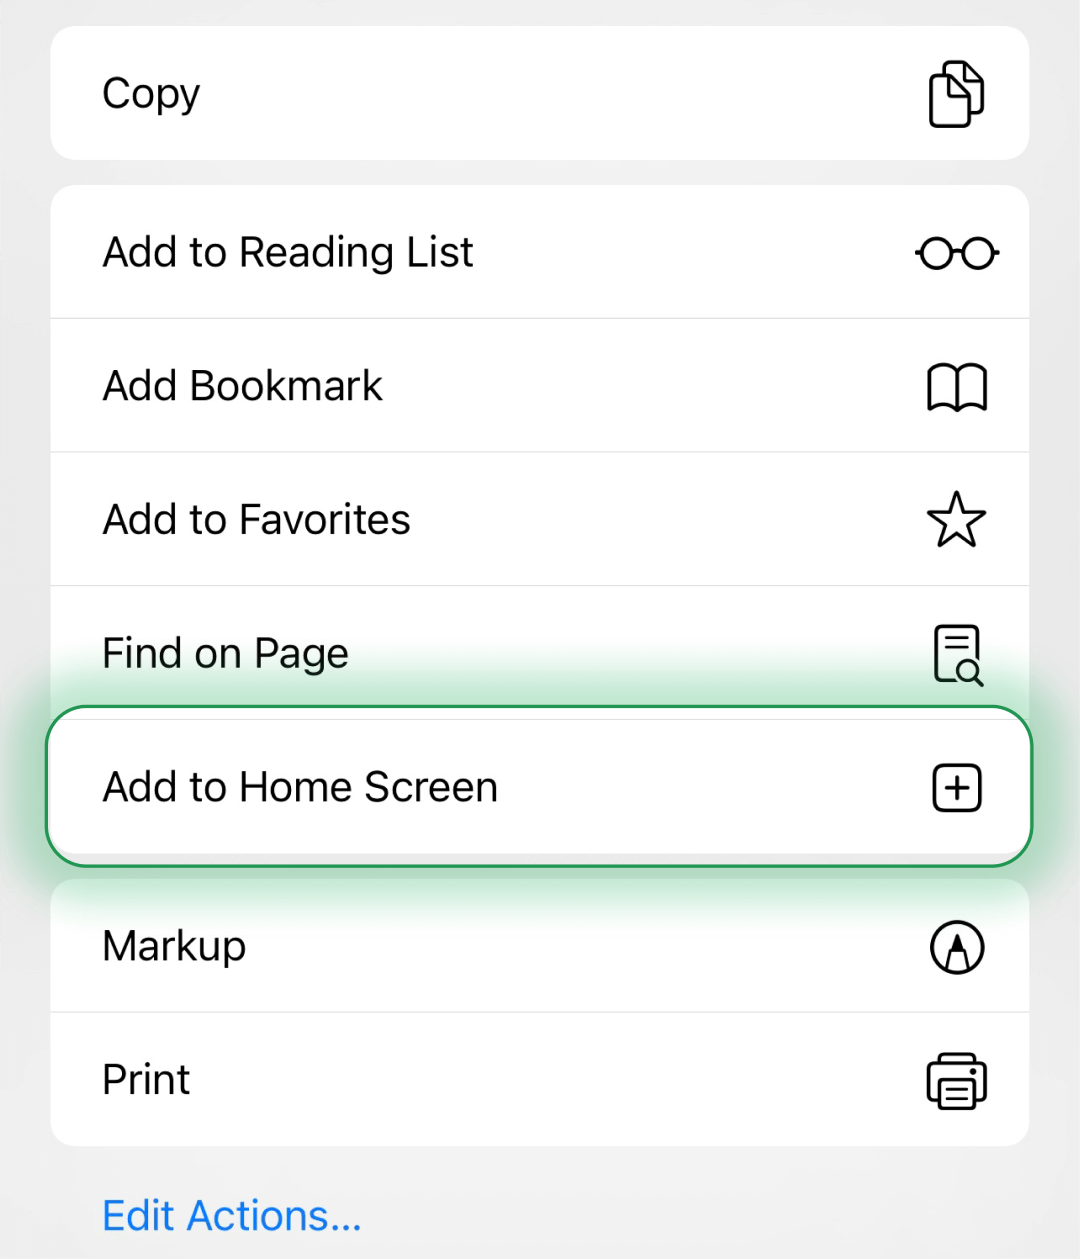 Copy
Add to Reading List
Add Bookmark
Add to Favorites
Find on Page
Add to Home Screen
Markup
Print
Edit Actions...